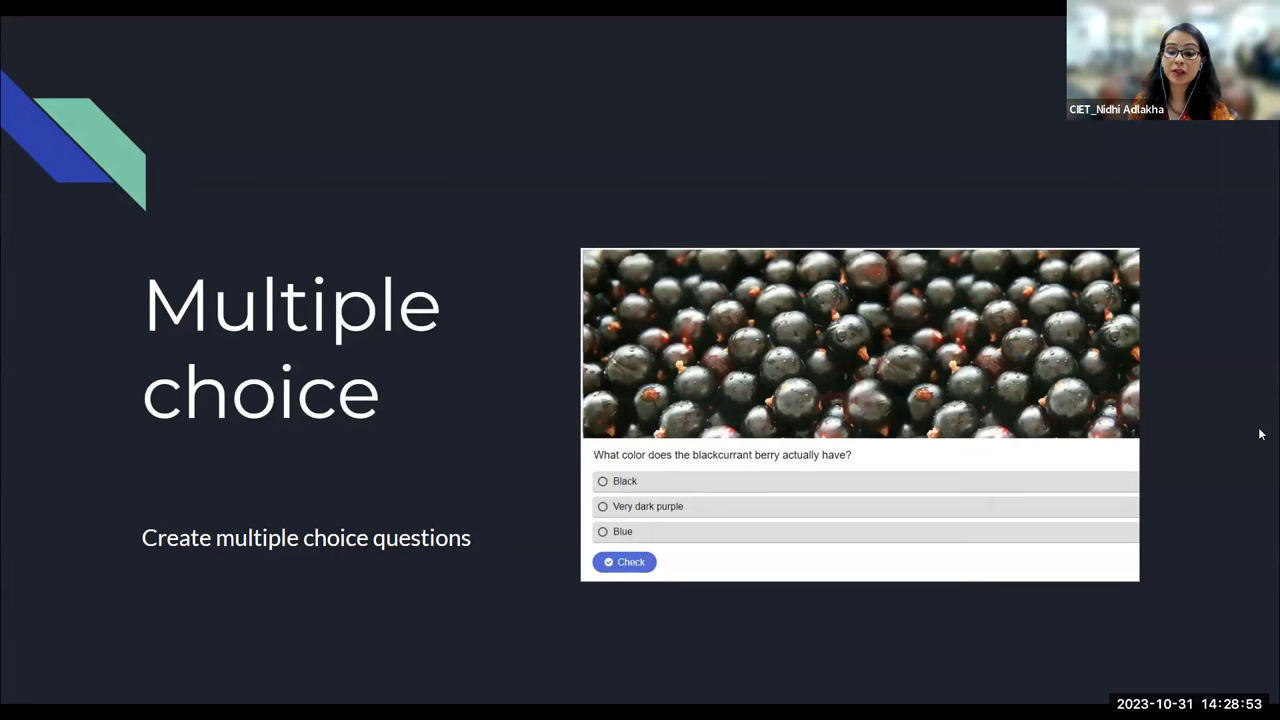 CIET_Nidhi Adlakha
Multiple
choice
Create multiple choice questions
What color does the blackcurrant berry actually have?
Black
Very dark purple
Blue
Check
2023-10-31 14:28:53